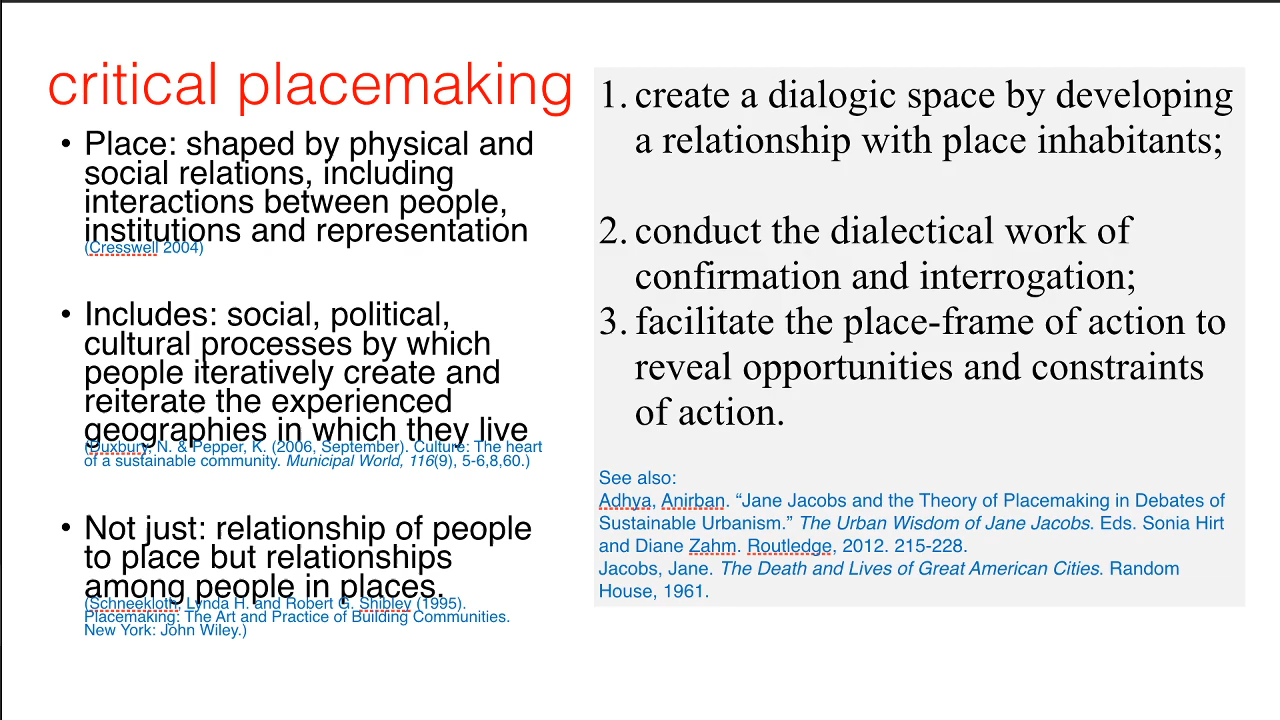 critical placemaking
• Place: shaped by physical and
social relations, including
interactions between people,
institutions and representation
(Cresswell 2004)
• Includes: social, political,
cultural processes by which
people iteratively create and
reiterate the experienced
geographies in which they live
(Duxbury, N. & Pepper, K. (2006, September). Culture: The heart
of a sustainable community. Municipal World, 116(9), 5-6,8,60.)
• Not just: relationship of people
to place but relationships
among people in places.
(Schneekloth, Lynda H. and Robert G. Shibley (1995).
Placemaking: The Art and Practice of Building Communities.
New York: John Wiley.)
1. create a dialogic space by developing
a relationship with place inhabitants;
2. conduct the dialectical work of
confirmation and interrogation;
3. facilitate the place-frame of action to
reveal opportunities and constraints
of action.
See also:
Adhya, Anirban. “Jane Jacobs and the Theory of Placemaking in Debates of
Sustainable Urbanism.” The Urban Wisdom of Jane Jacobs. Eds. Sonia Hirt
and Diane Zahm. Routledge, 2012. 215-228.
Jacobs, Jane. The Death and Lives of Great American Cities. Random
House, 1961.